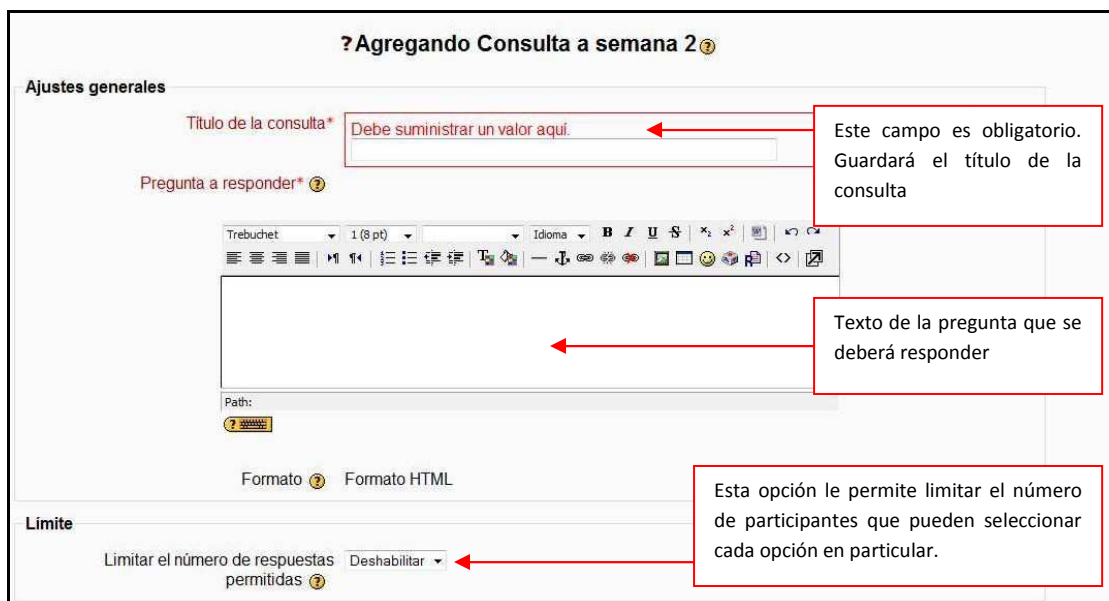 ?Agregando Consulta a semana 2?
Ajustes generales
Título de la consulta*
Debe suministrar un valor aquí.
Este campo es obligatorio.
Guardará el título de la
consulta
Pregunta a responder* ?
Trebuchet
1 (8 pt)
Idioma
B I U S x₂ x²
Texto de la pregunta que se
deberá responder
Path:
?
Formato ? Formato HTML
Esta opción le permite limitar el número
de participantes que pueden seleccionar
cada opción en particular.
Límite
Limitar el número de respuestas
permitidas ?
Deshabilitar